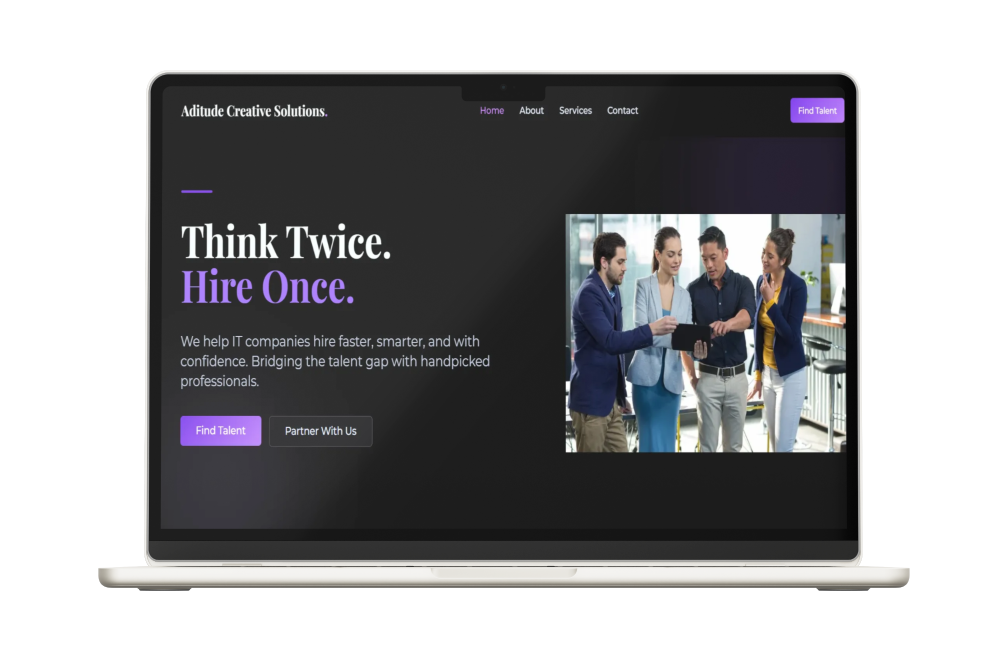 Aditude Creative Solutions.
Home About Services Contact
Find Talent
Think Twice.
Hire Once.
We help IT companies hire faster, smarter, and with
confidence. Bridging the talent gap with handpicked
professionals.
Find Talent
Partner With Us